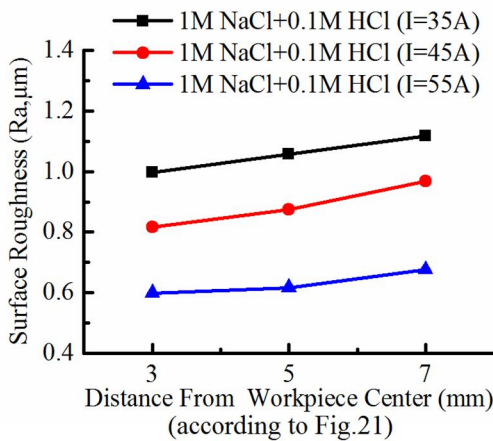 1M NaCl+0.1M HCl (I=35A)
1M NaCl+0.1M HCl (I=45A)
1M NaCl+0.1M HCl (I=55A)
Surface Roughness (Ra,μm)
1.4
1.2
1.0
0.8
0.6
0.4
3 5 7
Distance From Workpiece Center (mm)
(according to Fig.21)